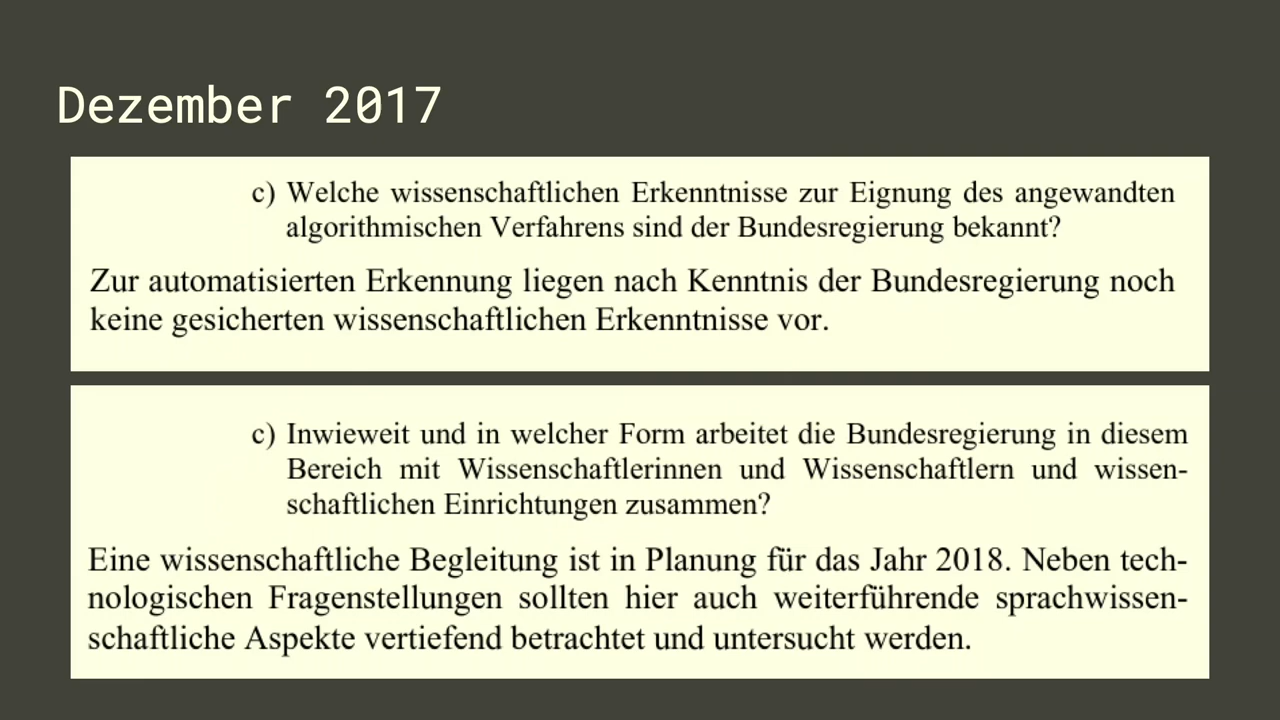 Dezember 2017
c) Welche wissenschaftlichen Erkenntnisse zur Eignung des angewandten
algorithmischen Verfahrens sind der Bundesregierung bekannt?
Zur automatisierten Erkennung liegen nach Kenntnis der Bundesregierung noch
keine gesicherten wissenschaftlichen Erkenntnisse vor.
c) Inwieweit und in welcher Form arbeitet die Bundesregierung in diesem
Bereich mit Wissenschaftlerinnen und Wissenschaftlern und wissen-
schaftlichen Einrichtungen zusammen?
Eine wissenschaftliche Begleitung ist in Planung für das Jahr 2018. Neben tech-
nologischen Fragenstellungen sollten hier auch weiterführende sprachwissen-
schaftliche Aspekte vertiefend betrachtet und untersucht werden.